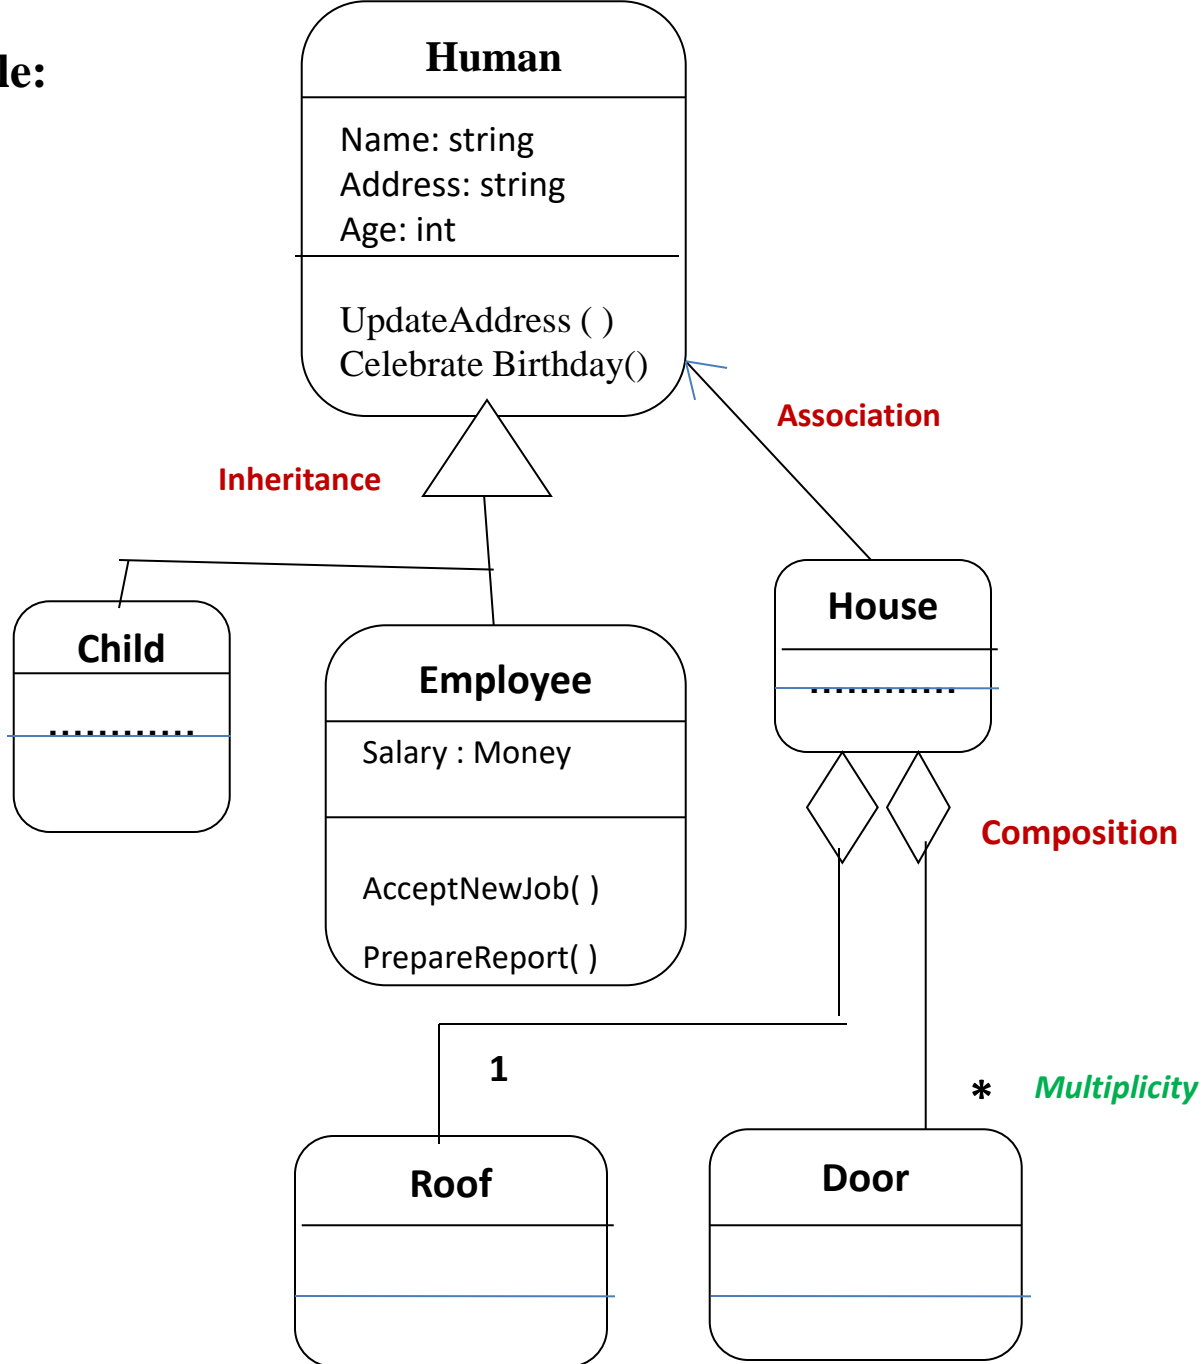 le:
Human
Name: string
Address: string
Age: int
UpdateAddress ( )
Celebrate Birthday()
Association
Inheritance
House
............
Child
............
Employee
Salary : Money
AcceptNewJob( )
PrepareReport( )
Composition
1
* Multiplicity
Roof
Door